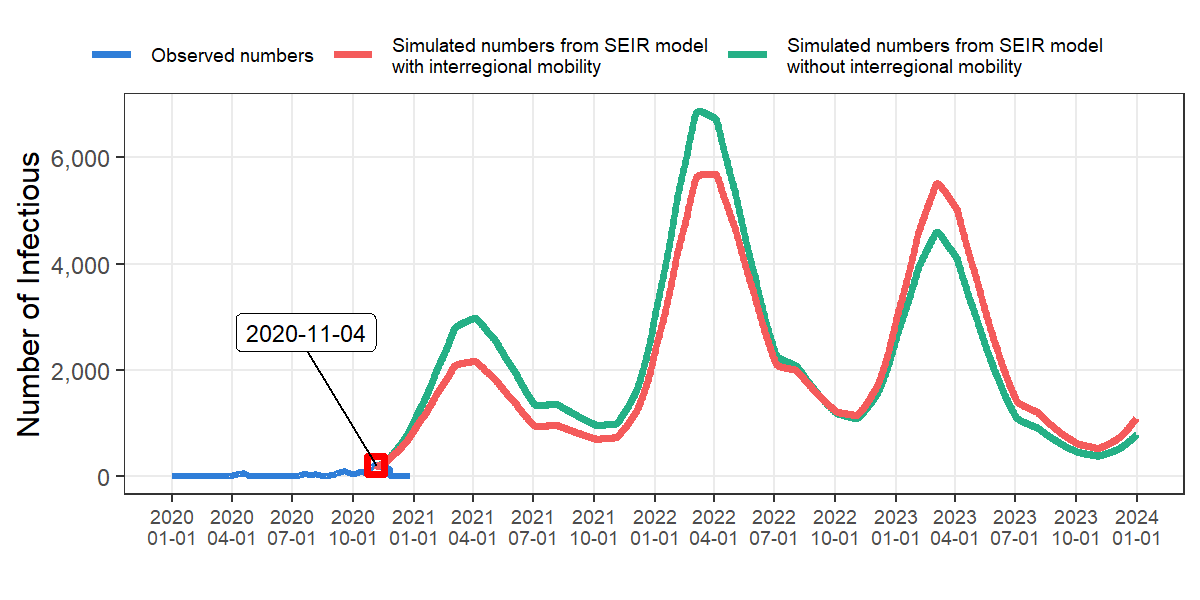 Observed numbers
Simulated numbers from SEIR model
with interregional mobility
Simulated numbers from SEIR model
without interregional mobility
Number of Infectious
6,000
4,000
2,000
0
2020-11-04
2020 2020 2020 2020 2021 2021 2021 2021 2022 2022 2022 2022 2023 2023 2023 2023 2024
01-01 04-01 07-01 10-01 01-01 04-01 07-01 10-01 01-01 04-01 07-01 10-01 01-01 04-01 07-01 10-01 01-01